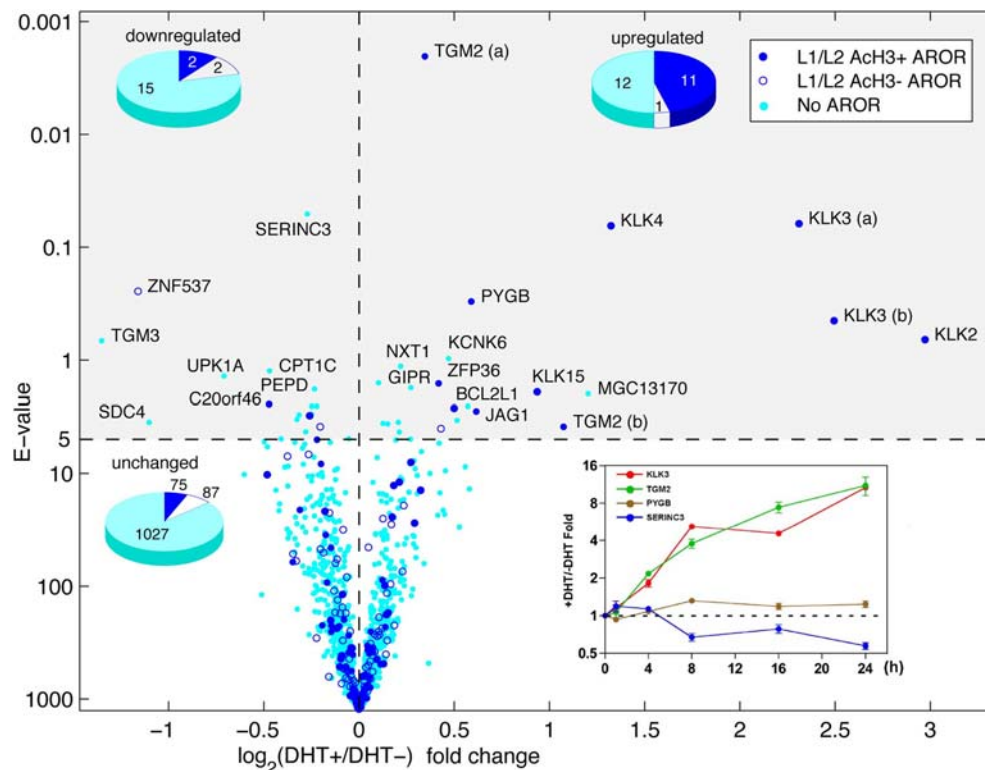 0.001
downregulated
2
2
15
TGM2 (a)
upregulated
12
11
1
L1/L2 AcH3+ AROR
L1/L2 AcH3- AROR
No AROR
0.01
SERINC3
KLK4
KLK3 (a)
0.1
ZNF537
PYGB
KLK3 (b)
TGM3
KCNK6
KLK2
NXT1
1
UPK1A
CPT1C
ZFP36
GIPR
KLK15
MGC13170
PEPD
C20orf46
BCL2L1
SDC4
JAG1
TGM2 (b)
5
E-value
unchanged
75
87
1027
10
100
1000
16
8
4
2
1
0.5
+DHT/-DHT Fold
KLK3
TGM2
PYGB
SERINC3
0 4 8 12 16 20 24 (h)
−1 −0.5 0 0.5 1 1.5 2 2.5 3
log2(DHT+/DHT−) fold change